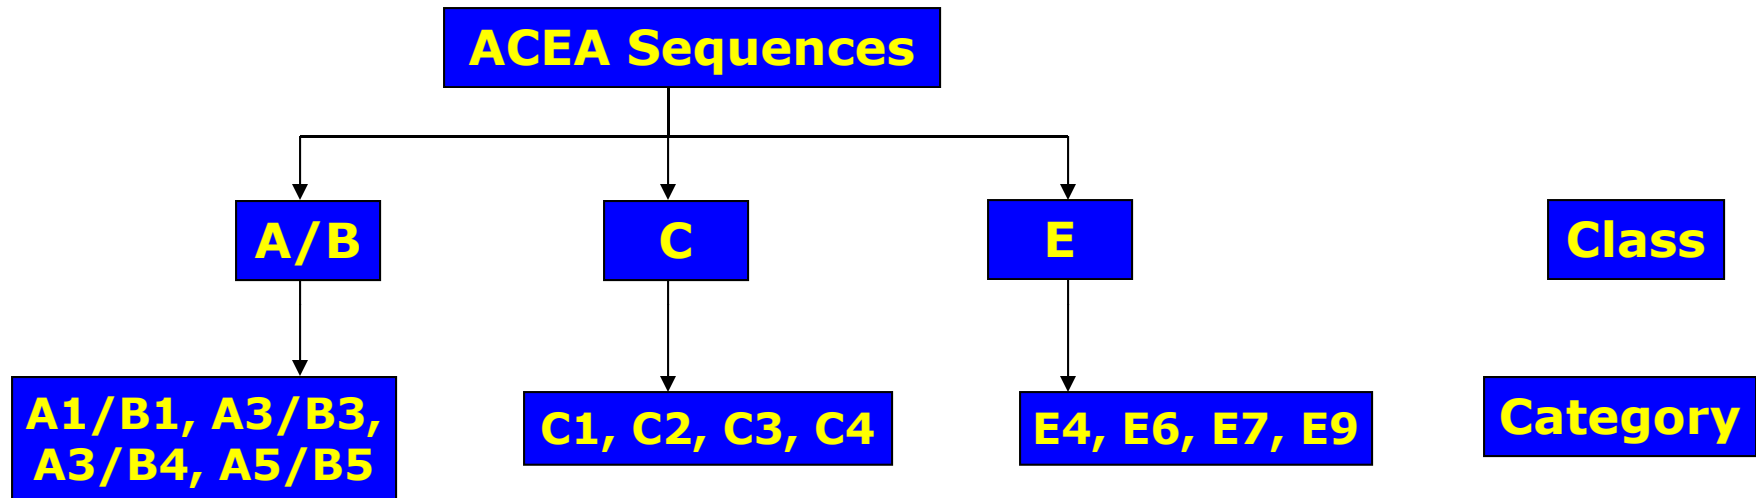 ACEA Sequences
A/B
C
E
Class
A1/B1, A3/B3,
A3/B4, A5/B5
C1, C2, C3, C4
E4, E6, E7, E9
Category